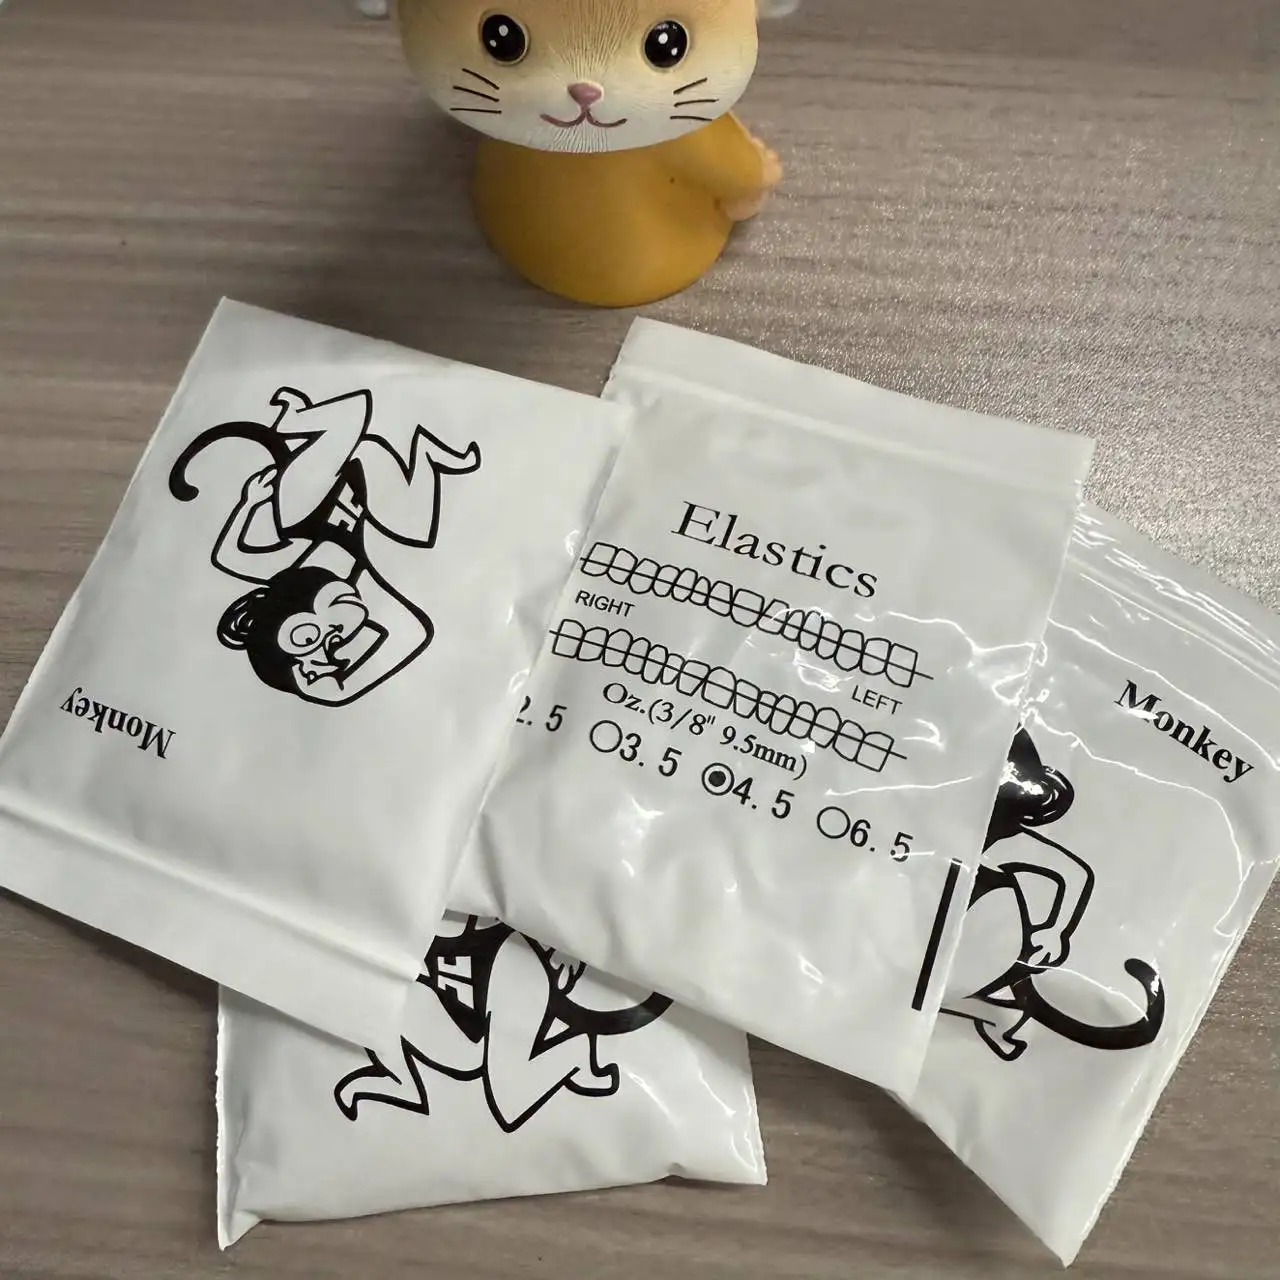 Monkey
Elastics
RIGHT
LEFT
Oz.(3/8" 9.5mm)
2.5 ○3.5 ◉4.5 ○6.5
Monkey